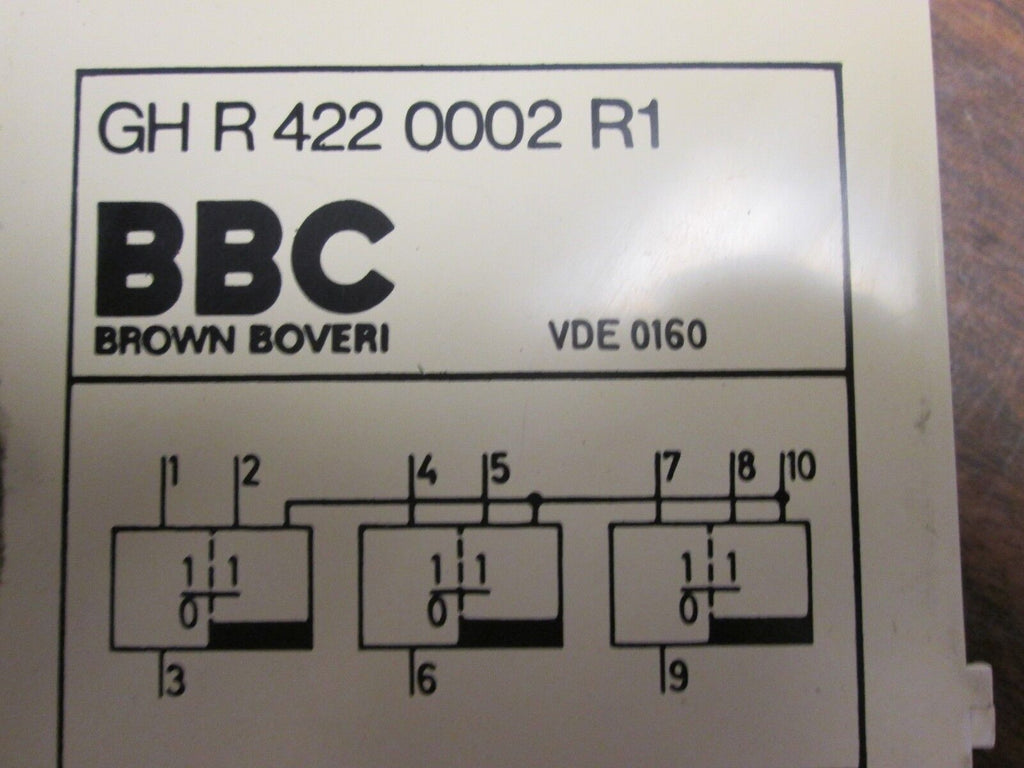 GH R 422 0002 R1
BBC
BROWN BOVERI
VDE 0160
1 2 4 5 7 8 10
1 1 1 1 1 1
0 0 0
3 6 9